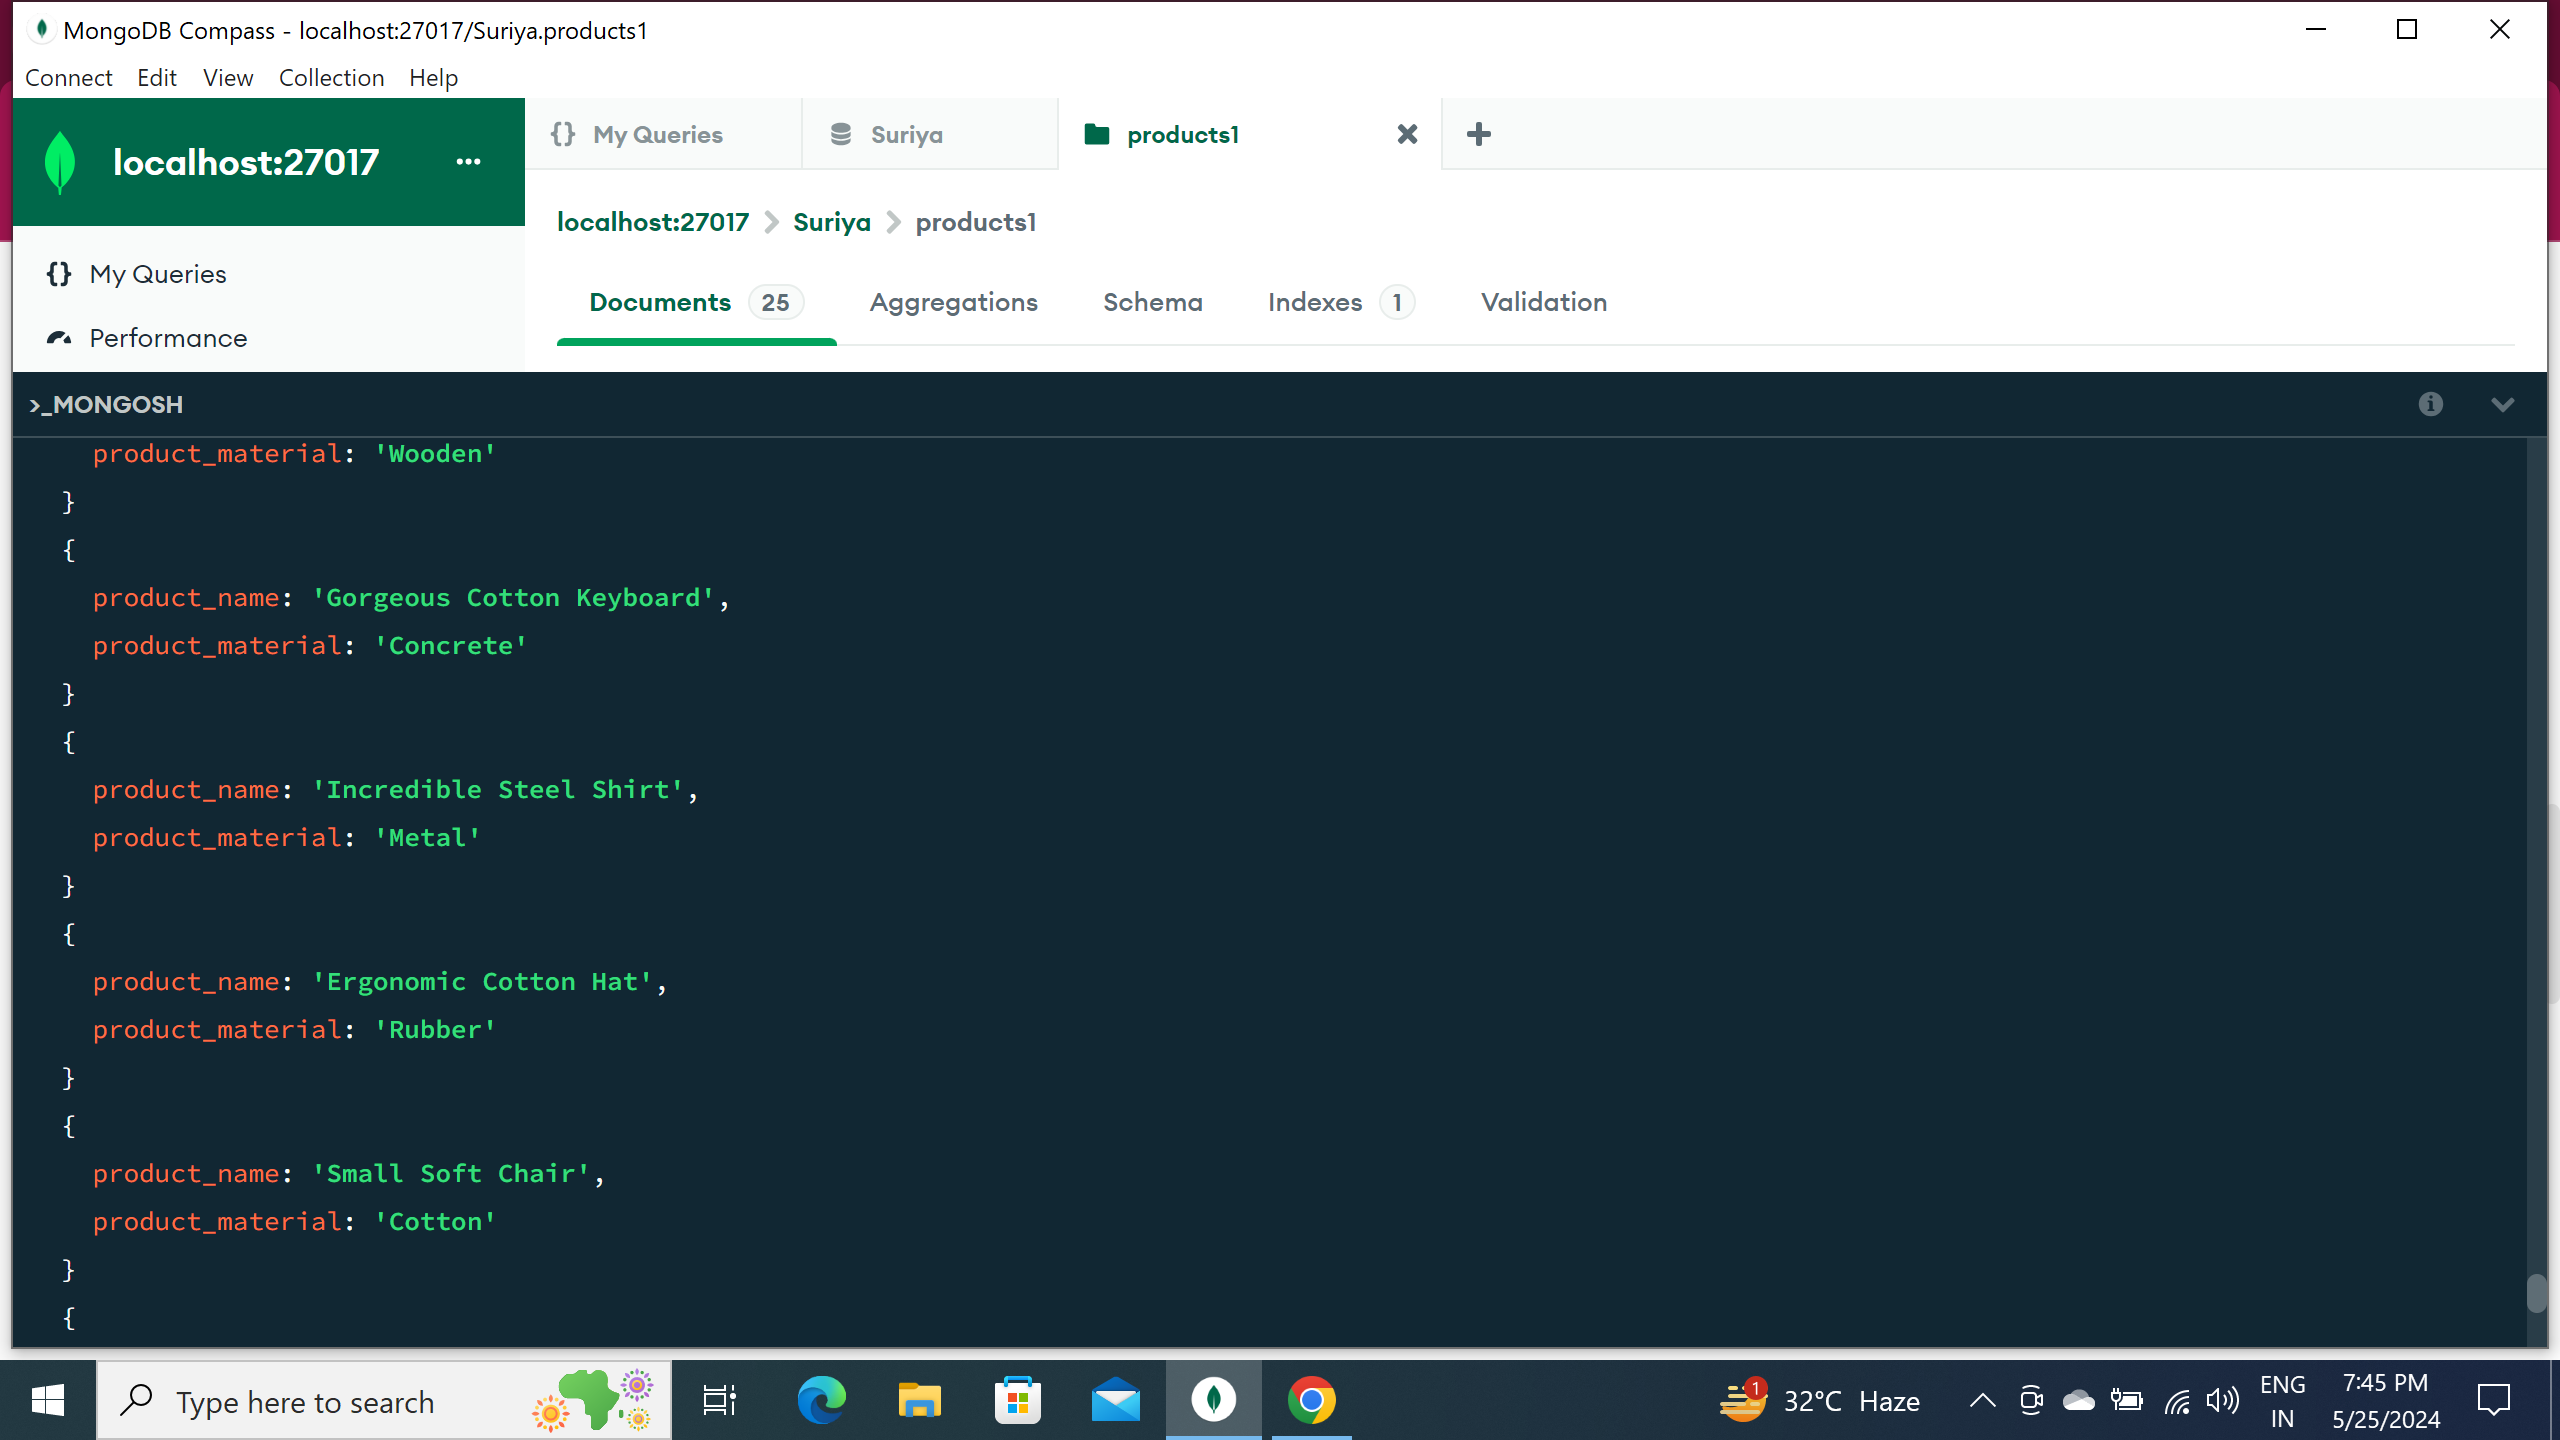 MongoDB Compass - localhost:27017/Suriya.products1
Connect Edit View Collection Help
localhost:27017 ...
{} My Queries
Suriya
products1
localhost:27017 > Suriya > products1
{} My Queries
Performance
Documents 25 Aggregations Schema Indexes 1 Validation
>_MONGOSH
product_material: 'Wooden'
}
{
product_name: 'Gorgeous Cotton Keyboard',
product_material: 'Concrete'
}
{
product_name: 'Incredible Steel Shirt',
product_material: 'Metal'
}
{
product_name: 'Ergonomic Cotton Hat',
product_material: 'Rubber'
}
{
product_name: 'Small Soft Chair',
product_material: 'Cotton'
}
{
Type here to search
1
32°C Haze
ENG
IN
7:45 PM
5/25/2024